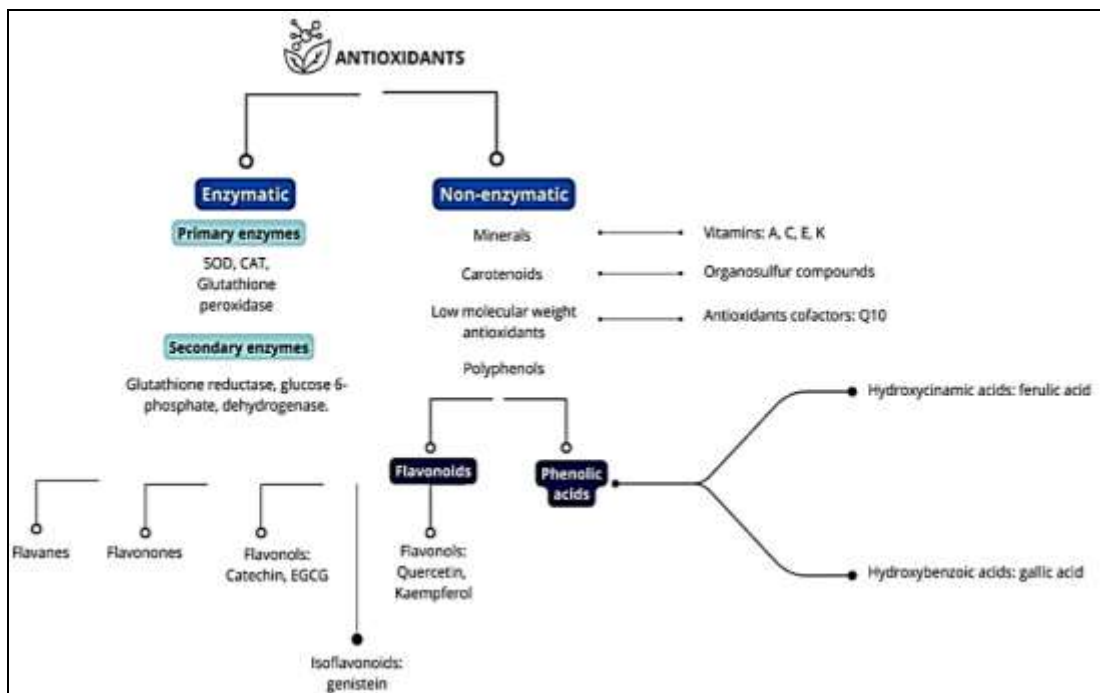 ANTIOXIDANTS
Enzymatic
Primary enzymes
SOD, CAT,
Glutathione
peroxidase
Secondary enzymes
Glutathione reductase, glucose 6-
phosphate, dehydrogenase.
Non-enzymatic
Minerals
Vitamins: A, C, E, K
Carotenoids
Organosulfur compounds
Low molecular weight
antioxidants
Antioxidants cofactors: Q10
Polyphenols
Flavonoids
Phenolic
acids
Hydroxycinamic acids: ferulic acid
Hydroxybenzoic acids: gallic acid
Flavanes
Flavonones
Flavonols:
Catechin, EGCG
Isoflavonoids:
genistein
Flavonols:
Quercetin,
Kaempferol